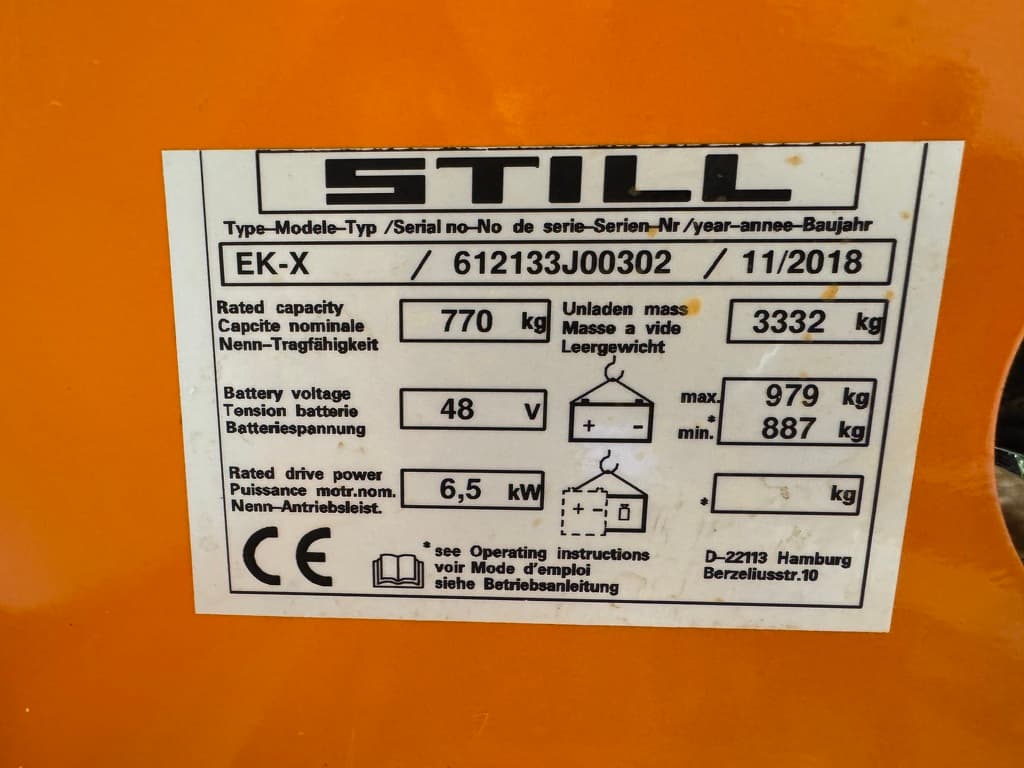 STILL
Type-Modele-Typ /Serial no-No de serie-Serien-Nr /year-annee-Baujahr
EK-X / 612133J00302 / 11/2018
Rated capacity
Capcite nominale
Nenn-Tragfähigkeit
770 kg
Unladen mass
Masse a vide
Leergewicht
3332 kg
Battery voltage
Tension batterie
Batteriespannung
48 V
+ -
max. 979 kg
*min. 887 kg
Rated drive power
Puissance motr.nom.
Nenn-Antriebsleist.
6,5 kW
+ -
* kg
CE
*see Operating instructions
voir Mode d'emploi
siehe Betriebsanleitung
D-22113 Hamburg
Berzeliusstr.10